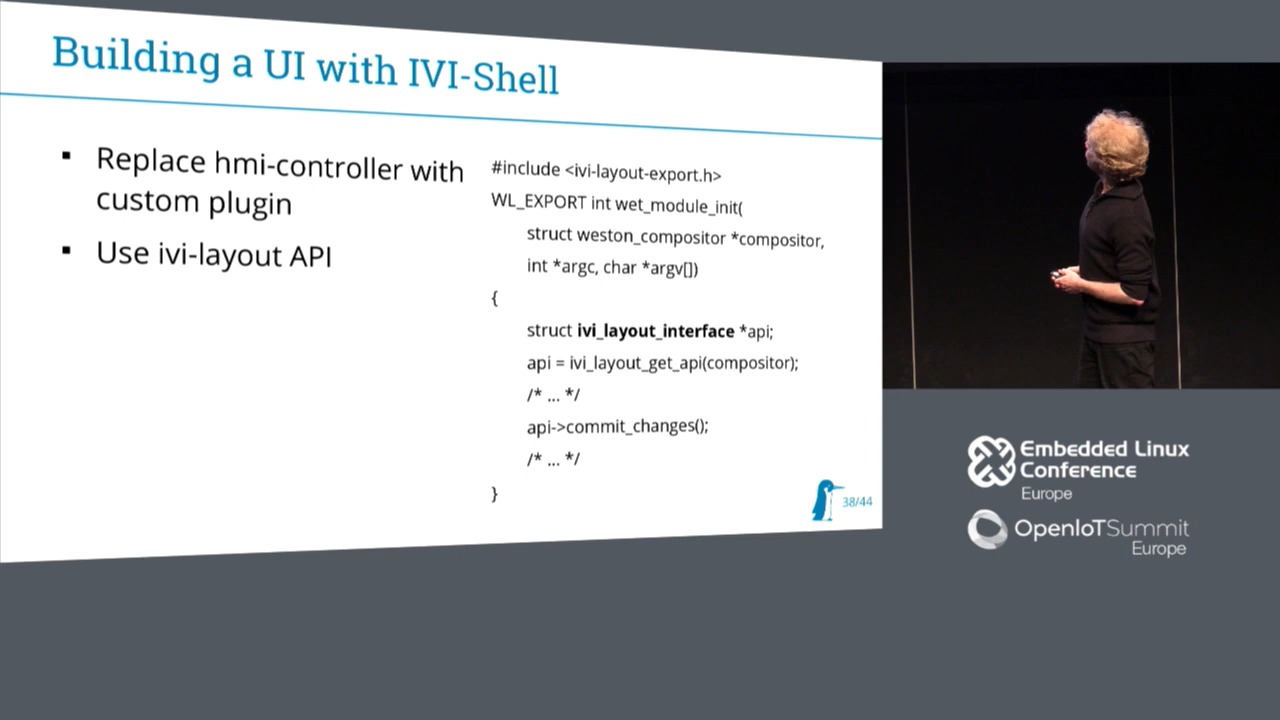 Building a UI with IVI-Shell
▪ Replace hmi-controller with
custom plugin
▪ Use ivi-layout API
#include <ivi-layout-export.h>
WL_EXPORT int wet_module_init(
struct weston_compositor *compositor,
int *argc, char *argv[])
{
struct ivi_layout_interface *api;
api = ivi_layout_get_api(compositor);
/* ... */
api->commit_changes();
/* ... */
}
38/44
Embedded Linux
Conference
Europe
OpenIoTSummit
Europe